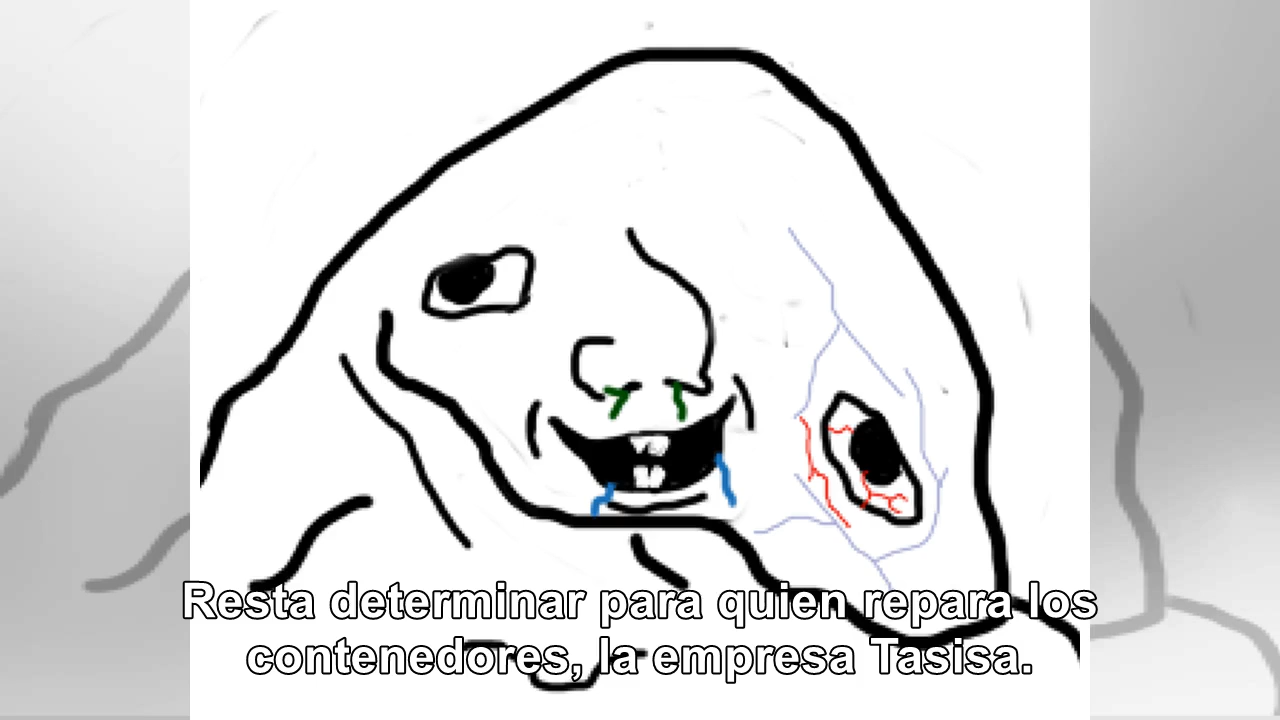 Resta determinar para quien repara los
contenedores, la empresa Tasisa.